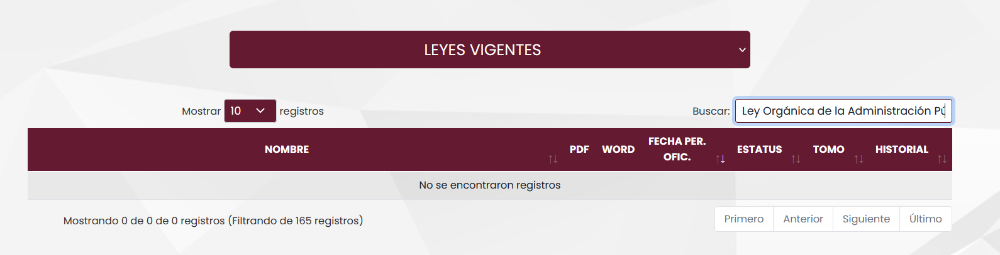 LEYES VIGENTES
Mostrar 10 registros
Buscar: Ley Orgánica de la Administración Pú
NOMBRE PDF WORD FECHA PER. OFIC. ESTATUS TOMO HISTORIAL
No se encontraron registros
Mostrando 0 de 0 de 0 registros (Filtrando de 165 registros)
Primero Anterior Siguiente Último